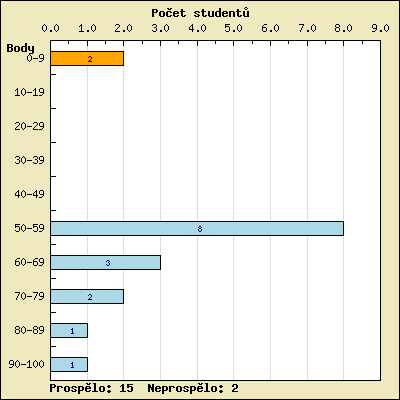 Počet studentů
0.0 1.0 2.0 3.0 4.0 5.0 6.0 7.0 8.0 9.0
Body
0-9 2
10-19
20-29
30-39
40-49
50-59 8
60-69 3
70-79 2
80-89 1
90-100 1
Prospělo: 15 Neprospělo: 2